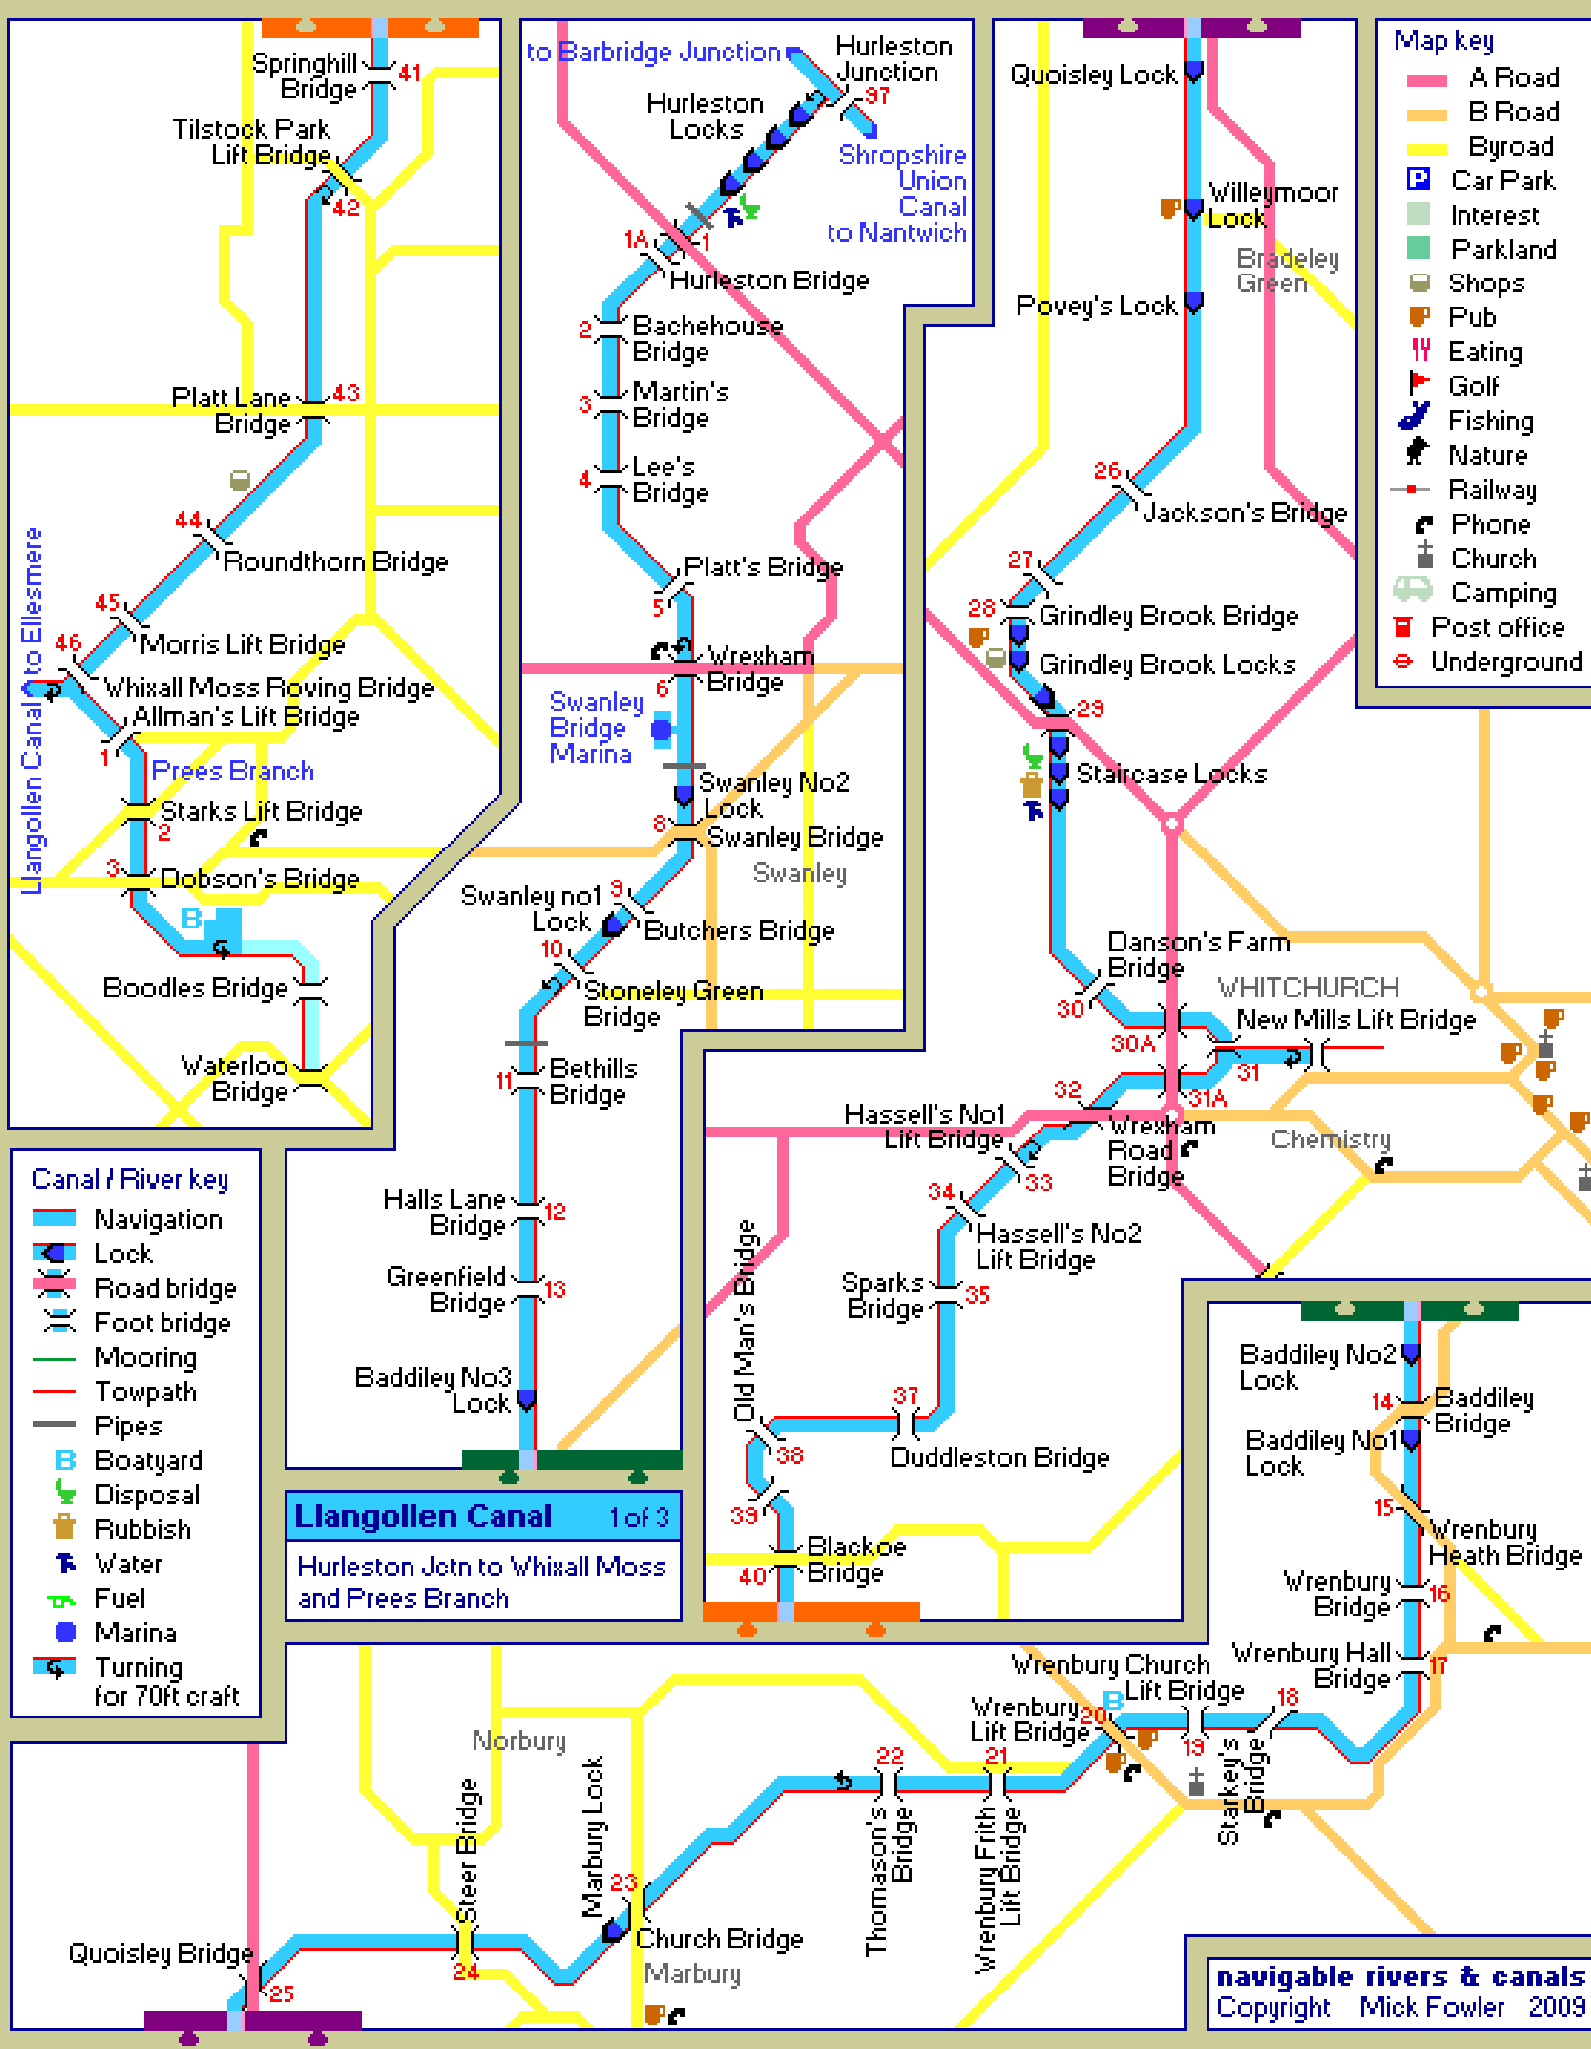 Springhill
Bridge
41
Tilstock Park
Lift Bridge
42
Platt Lane
Bridge
43
44
Roundthorn Bridge
45
Morris Lift Bridge
46
Whixall Moss Roving Bridge
Llangollen Canal to Ellesmere
Allman's Lift Bridge
1
Prees Branch
Starks Lift Bridge
2
3
Dobson's Bridge
B
Boodles Bridge
Waterloo
Bridge
to Barbridge Junction
Hurleston
Junction
97
Hurleston
Locks
Shropshire
Union
Canal
to Nantwich
1A
1
Hurleston Bridge
2
Bachehouse
Bridge
3
Martin's
Bridge
4
Lee's
Bridge
Platt's Bridge
5
Wrexham
Bridge
6
Swanley
Bridge
Marina
Swanley No2
Lock
8
Swanley Bridge
Swanley
Swanley no1
Lock
9
Butchers Bridge
10
Stoneley Green
Bridge
11
Bethills
Bridge
Halls Lane
Bridge
12
Greenfield
Bridge
13
Baddiley No3
Lock
Quoisley Lock
Willeymoor
Lock
Bradeley
Green
Povey's Lock
26
Jackson's Bridge
27
28
Grindley Brook Bridge
Grindley Brook Locks
29
Staircase Locks
Danson's Farm
Bridge
30
WHITCHURCH
New Mills Lift Bridge
30A
31
31A
32
Hassell's No1
Lift Bridge
Wrexham
Road
Bridge
Chemistry
33
34
Hassell's No2
Lift Bridge
Sparks
Bridge
35
Old Man's Bridge
37
Duddleston Bridge
38
39
Blackoe
Bridge
40
Map key
A Road
B Road
Byroad
P
Car Park
Interest
Parkland
Shops
Pub
Eating
Golf
Fishing
Nature
Railway
Phone
Church
Camping
Post office
Underground
Canal / River key
Navigation
Lock
Road bridge
Foot bridge
Mooring
Towpath
Pipes
B
Boatyard
Disposal
Rubbish
Water
Fuel
Marina
Turning
for 70ft craft
Llangollen Canal 1 of 3
Hurleston Jctn to Whixall Moss
and Prees Branch
Baddiley No2
Lock
14
Baddiley
Bridge
Baddiley No1
Lock
15
Wrenbury
Heath Bridge
Wrenbury
Bridge
16
Wrenbury Hall
Bridge
17
Wrenbury Church
Lift Bridge
18
19
Starkey's
Bridge
B
Wrenbury
Lift Bridge
20
21
Wrenbury Frith
Lift Bridge
22
Thomason's
Bridge
Norbury
Marbury Lock
23
Church Bridge
Marbury
Steer Bridge
24
Quoisley Bridge
25
navigable rivers & canals
Copyright Mick Fowler 2009